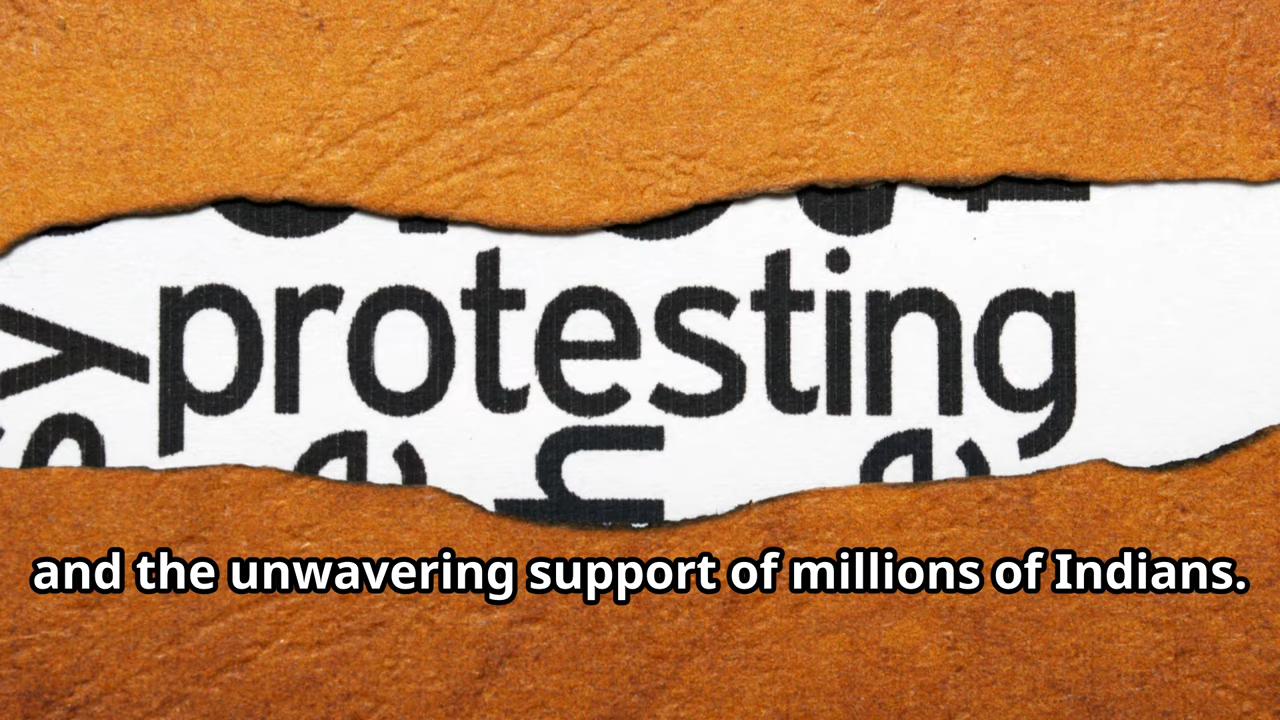 protesting
and the unwavering support of millions of Indians.